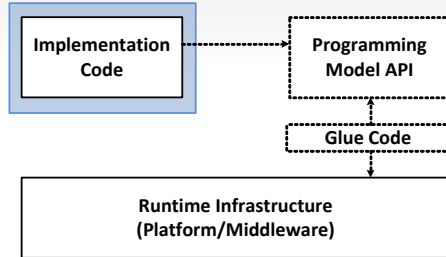 Implementation
Code
Programming
Model API
Glue Code
Runtime Infrastructure
(Platform/Middleware)